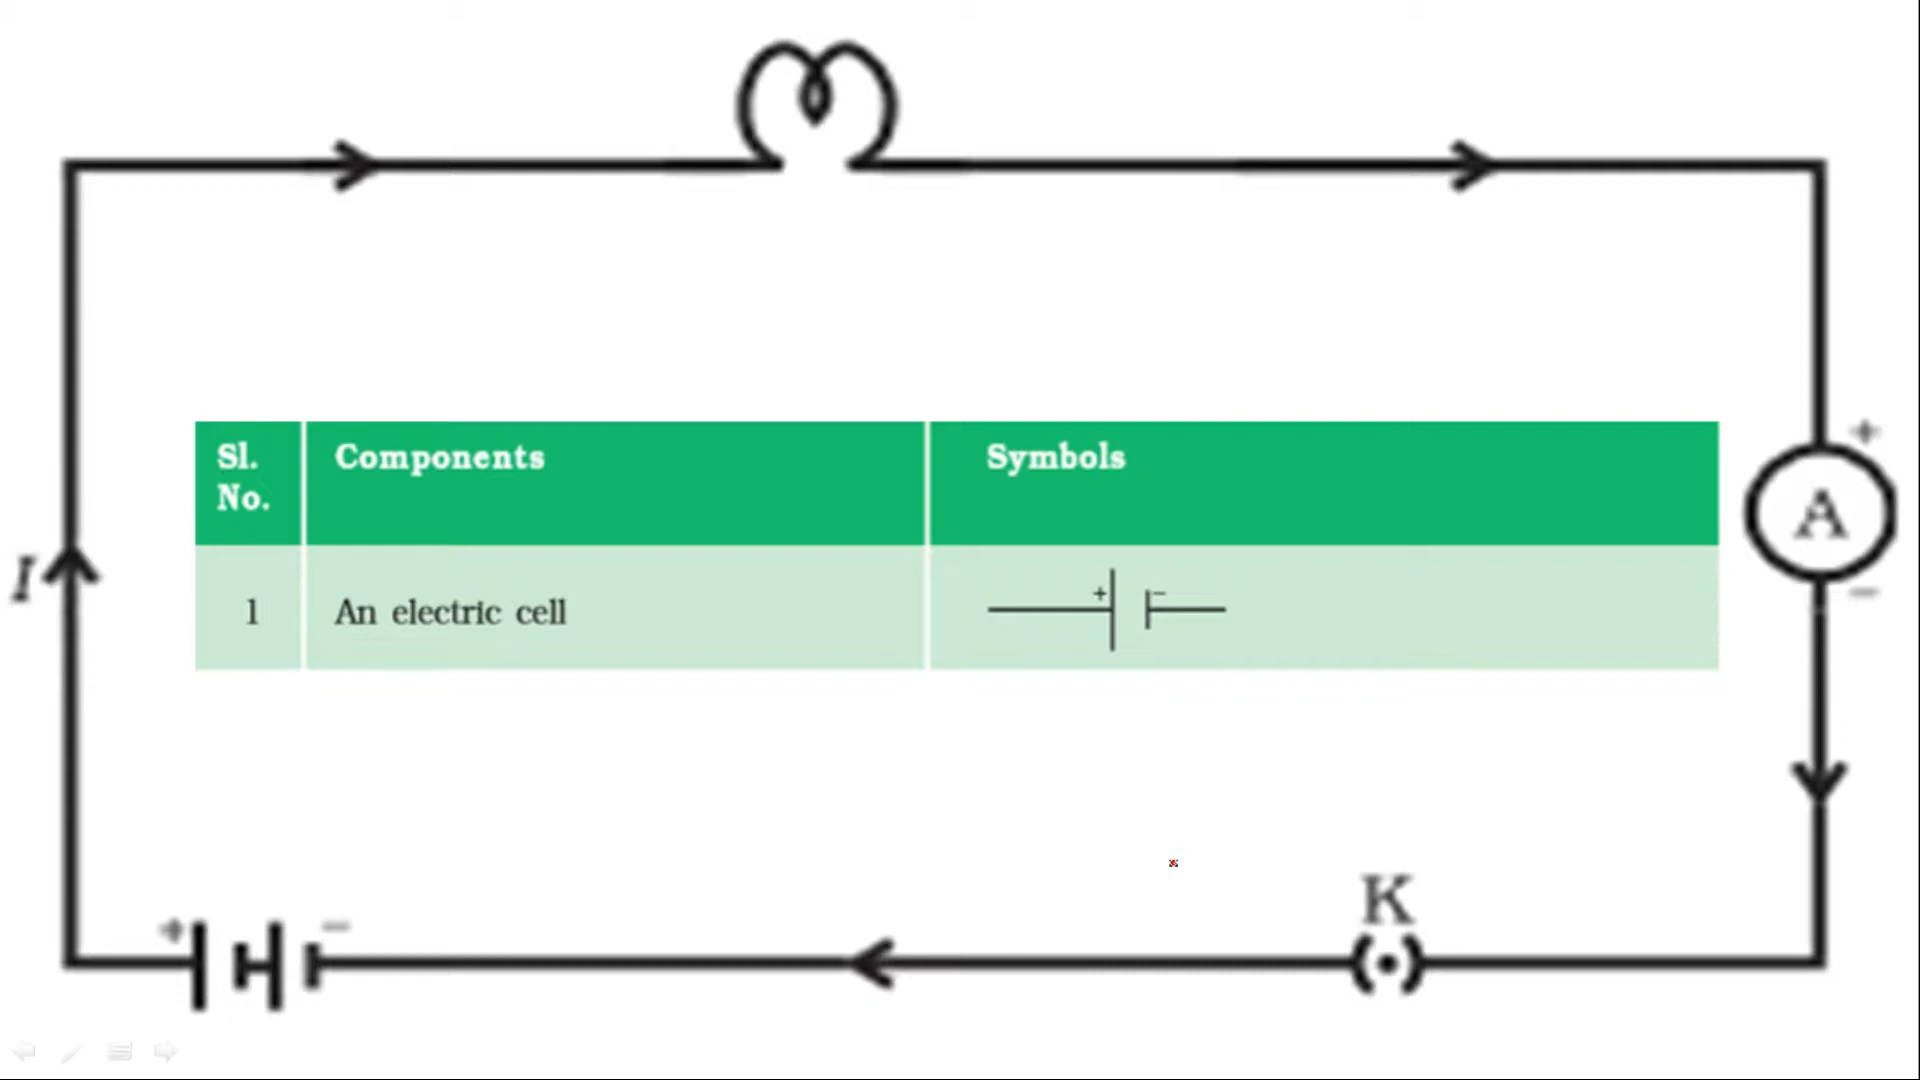 +
A
I
−
Sl. No.
Components
Symbols
1
An electric cell
+
−
K
+
−